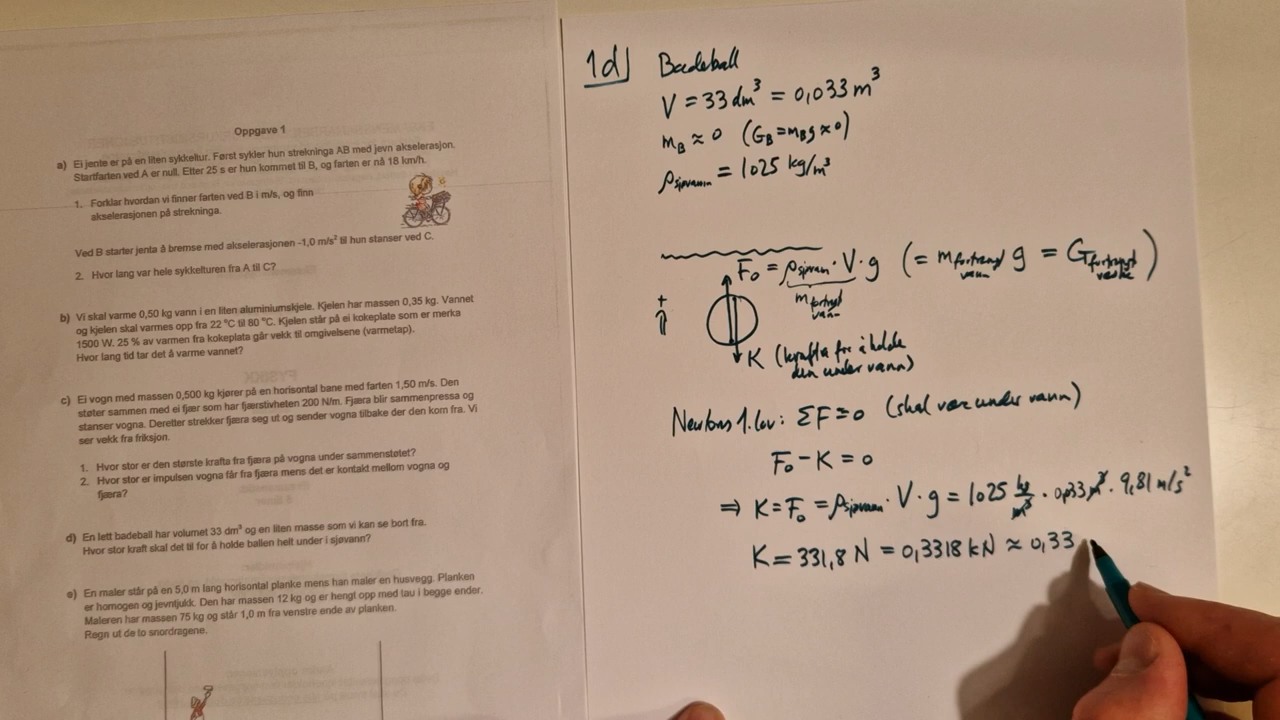 Oppgave 1
a) Ei jente er på en liten sykkeltur. Først sykler hun strekninga AB med jevn akselerasjon.
Startfarten ved A er null. Etter 25 s er hun kommet til B, og farten er nå 18 km/h.
1. Forklar hvordan vi finner farten ved B i m/s, og finn
akselerasjonen på strekninga.
Ved B starter jenta å bremse med akselerasjonen -1,0 m/s² til hun stanser ved C.
2. Hvor lang var hele sykkelturen fra A til C?
b) Vi skal varme 0,50 kg vann i en liten aluminiumskjele. Kjelen har massen 0,35 kg. Vannet
og kjelen skal varmes opp fra 22 °C til 80 °C. Kjelen står på ei kokeplate som er merka
1500 W. 25 % av varmen fra kokeplata går vekk til omgivelsene (varmetap).
Hvor lang tid tar det å varme vannet?
c) Ei vogn med massen 0,500 kg kjører på en horisontal bane med farten 1,50 m/s. Den
støter sammen med ei fjær som har fjærstivheten 200 N/m. Fjæra blir sammenpressa og
stanser vogna. Deretter strekker fjæra seg ut og sender vogna tilbake der den kom fra. Vi
ser vekk fra friksjon.
1. Hvor stor er den største krafta fra fjæra på vogna under sammenstøtet?
2. Hvor stor er impulsen vogna får fra fjæra mens det er kontakt mellom vogna og
fjæra?
d) En lett badeball har volumet 33 dm³ og en liten masse som vi kan se bort fra.
Hvor stor kraft skal det til for å holde ballen helt under i sjøvann?
e) En maler står på en 5,0 m lang horisontal planke mens han maler en husvegg. Planken
er homogen og jevntjukk. Den har massen 12 kg og er hengt opp med tau i begge ender.
Maleren har massen 75 kg og står 1,0 m fra venstre ende av planken.
Regn ut de to snordragene.
1d) Badeball
V = 33 dm³ = 0,033 m³
m_B ≈ 0 (G_B = m_B g ≈ 0)
ρ_sjøvann = 1025 kg/m³
F_o = ρ_sjøvann · V · g (= m_fortrengt vann g = G_fortrengt væske)
m_fortrengt vann
+
K (krafta for å holde
den under vann)
Newtons 1. lov: ΣF = 0 (skal være under vann)
F_o - K = 0
⇒ K = F_o = ρ_sjøvann · V · g = 1025 kg/m³ · 0,033 m³ · 9,81 m/s²
K = 331,8 N = 0,3318 kN ≈ 0,33